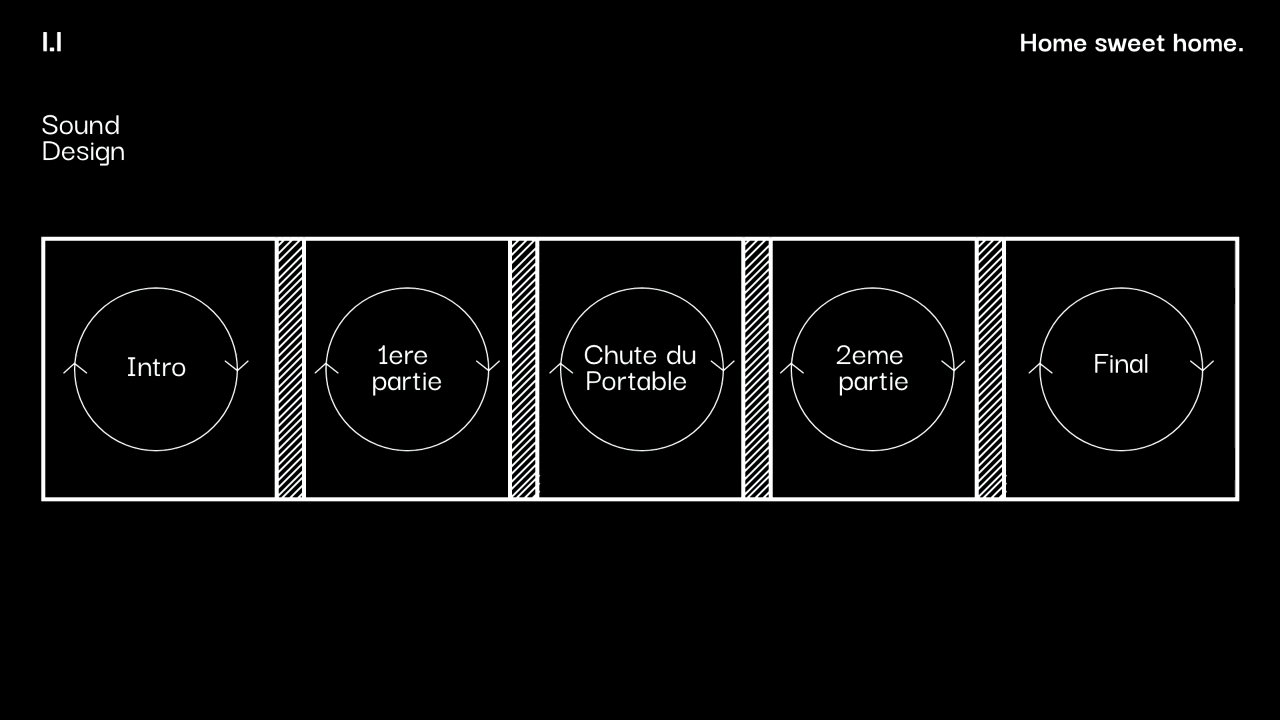 I.I
Home sweet home.
Sound
Design
Intro
1ere
partie
Chute du
Portable
2eme
partie
Final